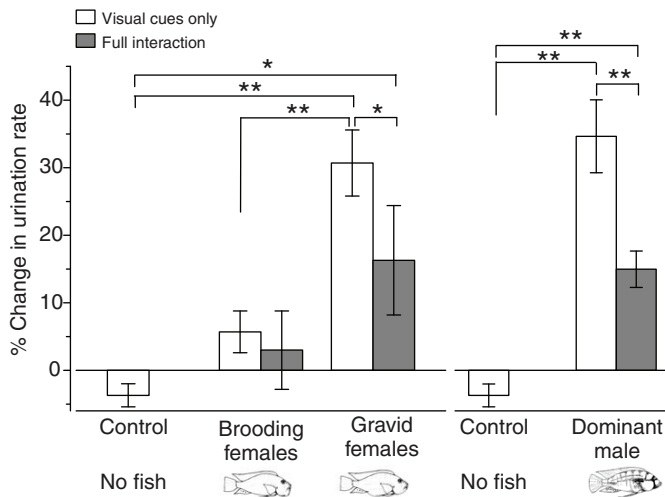 Visual cues only
Full interaction
% Change in urination rate
40
30
20
10
0
*
**
**
*
**
**
**
Control
Brooding
females
Gravid
females
Control
Dominant
male
No fish
No fish